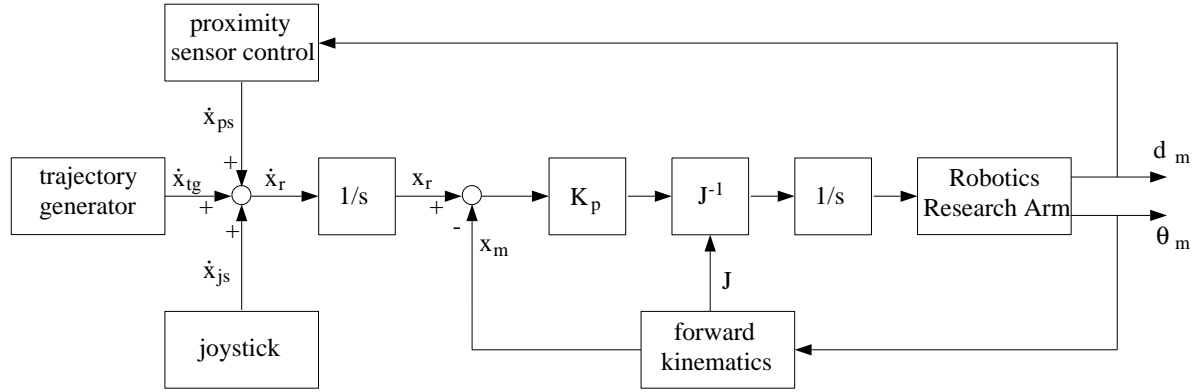 proximity
sensor control
ẋps
+
trajectory
generator
ẋtg
+
ẋr
1/s
xr
+
-
xm
Kp
J⁻¹
1/s
Robotics
Research Arm
d m
θ m
+
ẋjs
J
joystick
forward
kinematics